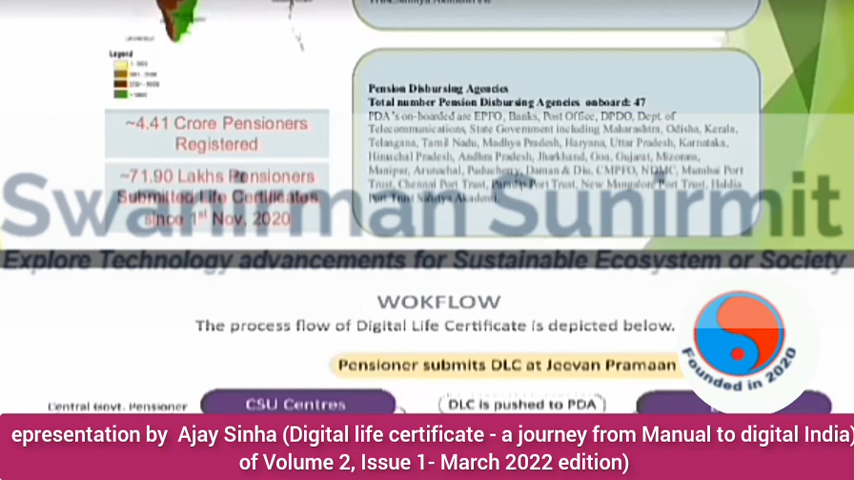 Legend
~4.41 Crore Pensioners
Registered
~71.90 Lakhs Pensioners
Submitted Life Certificates
since 1st Nov, 2020
Pension Disbursing Agencies
Total number Pension Disbursing Agencies onboard: 47
PDA's on-boarded are EPFO, Banks, Post Office, DPDO, Dept. of
Telecommunications, State Government including Maharashtra, Odisha, Kerala,
Telangana, Tamil Nadu, Madhya Pradesh, Haryana, Uttar Pradesh, Karnataka,
Himachal Pradesh, Andhra Pradesh, Jharkhand, Goa, Gujarat, Mizoram,
Manipur, Arunachal, Puducherry, Daman & Diu, CMPFO, NDMC, Mumbai Port
Trust, Chennai Port Trust, Port Trust, New Mangalore Port Trust, Haldia
Port Trust Sahitya Akademi.
Swanirman Sunirmit
Explore Technology advancements for Sustainable Ecosystem or Society
WOKFLOW
The process flow of Digital Life Certificate is depicted below.
Pensioner submits DLC at Jeevan Pramaan
Founded in 2020
Central Govt. Pensioner
CSU Centres
DLC is pushed to PDA
epresentation by Ajay Sinha (Digital life certificate - a journey from Manual to digital India)
of Volume 2, Issue 1- March 2022 edition)